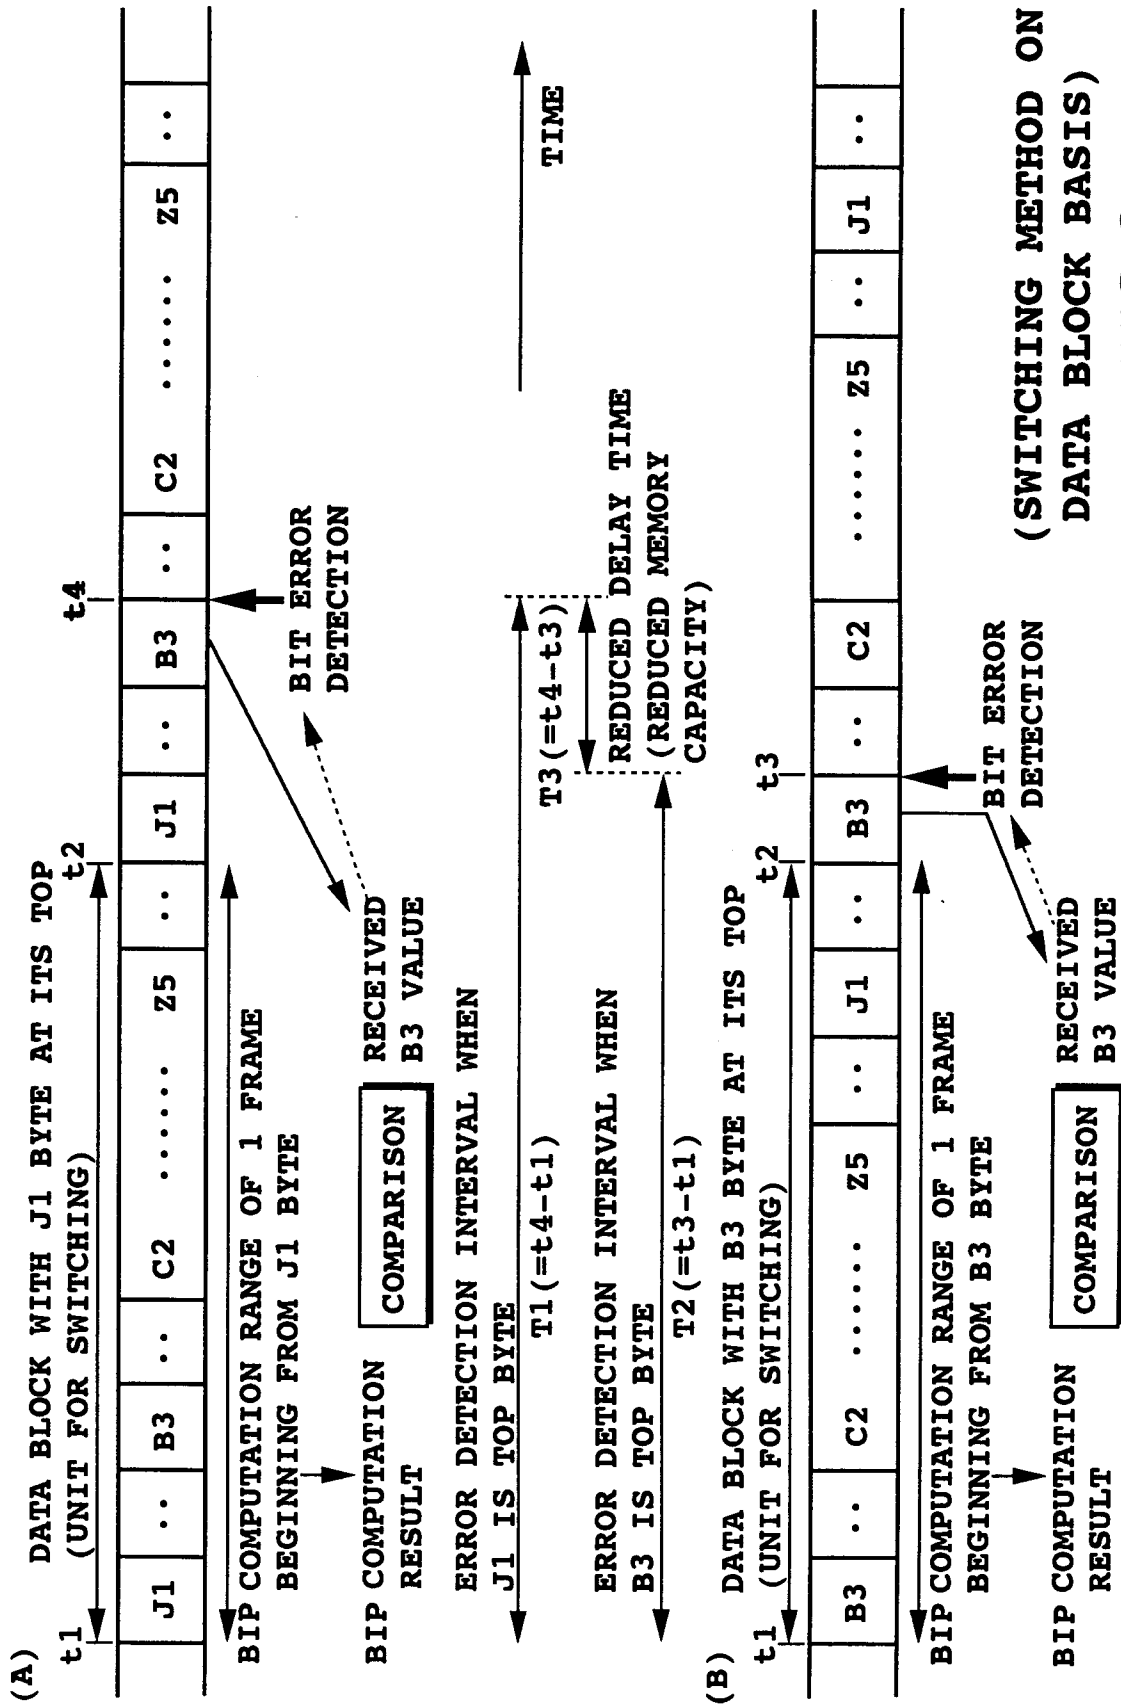 (A)
DATA BLOCK WITH J1 BYTE AT ITS TOP
(UNIT FOR SWITCHING)
t1
t2
t4
J1 ‥ B3 ‥ C2 ...... Z5 ‥ J1 ‥ B3 ‥ C2 ...... Z5 ‥
BIP COMPUTATION RANGE OF 1 FRAME
BEGINNING FROM J1 BYTE
BIT ERROR
DETECTION
BIP COMPUTATION
RESULT
COMPARISON
RECEIVED
B3 VALUE
ERROR DETECTION INTERVAL WHEN
J1 IS TOP BYTE
T1(=t4-t1)
T3(=t4-t3)
TIME
ERROR DETECTION INTERVAL WHEN
B3 IS TOP BYTE
T2(=t3-t1)
REDUCED DELAY TIME
(REDUCED MEMORY
CAPACITY)
(B)
DATA BLOCK WITH B3 BYTE AT ITS TOP
(UNIT FOR SWITCHING)
t1
t2
t3
B3 ‥ C2 ...... Z5 ‥ J1 ‥ B3 ‥ C2 ...... Z5 ‥ J1 ‥
BIP COMPUTATION RANGE OF 1 FRAME
BEGINNING FROM B3 BYTE
BIT ERROR
DETECTION
BIP COMPUTATION
RESULT
COMPARISON
RECEIVED
B3 VALUE
(SWITCHING METHOD ON
DATA BLOCK BASIS)